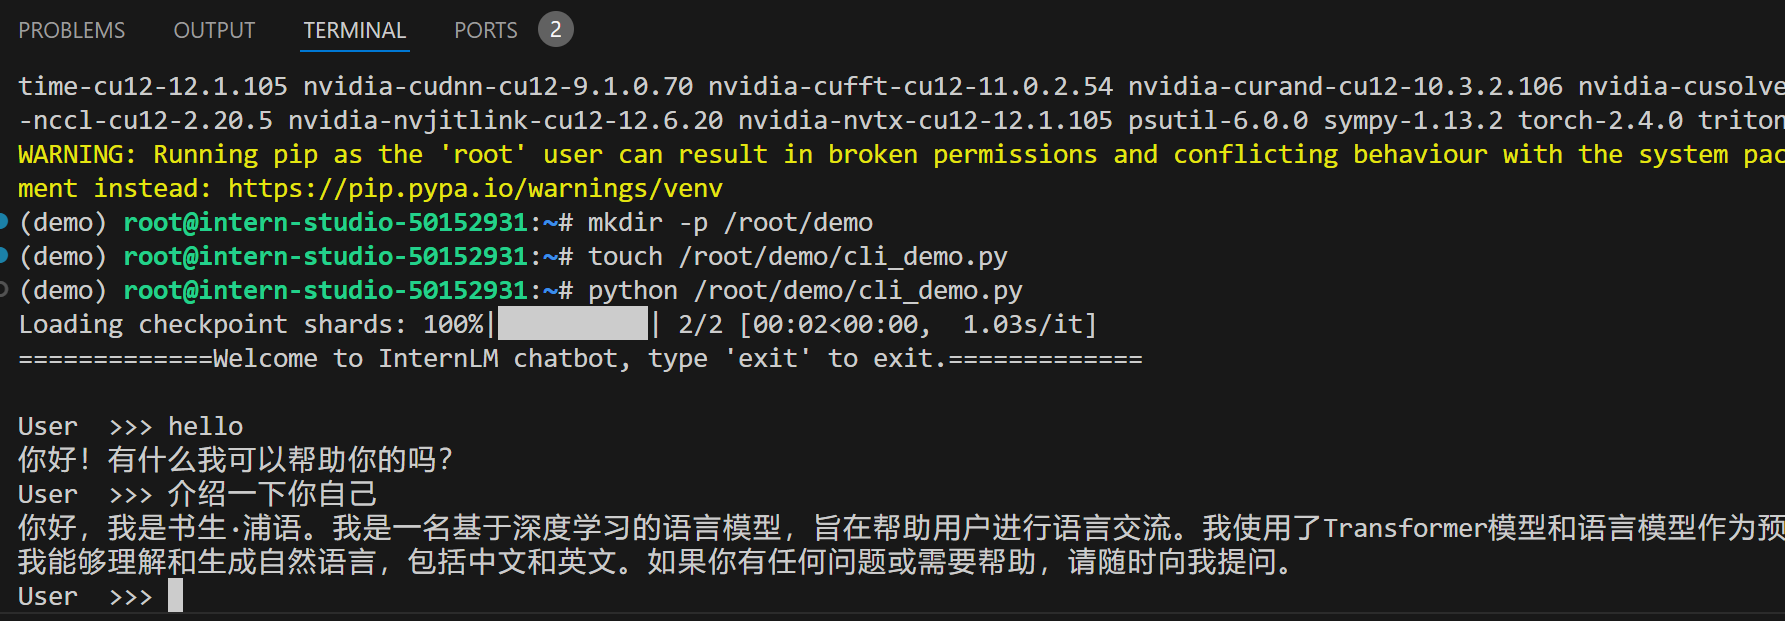 PROBLEMS OUTPUT TERMINAL PORTS 2
time-cu12-12.1.105 nvidia-cudnn-cu12-9.1.0.70 nvidia-cufft-cu12-11.0.2.54 nvidia-curand-cu12-10.3.2.106 nvidia-cusolve
-nccl-cu12-2.20.5 nvidia-nvjitlink-cu12-12.6.20 nvidia-nvtx-cu12-12.1.105 psutil-6.0.0 sympy-1.13.2 torch-2.4.0 triton
WARNING: Running pip as the 'root' user can result in broken permissions and conflicting behaviour with the system pac
ment instead: https://pip.pypa.io/warnings/venv
(demo) root@intern-studio-50152931:~# mkdir -p /root/demo
(demo) root@intern-studio-50152931:~# touch /root/demo/cli_demo.py
(demo) root@intern-studio-50152931:~# python /root/demo/cli_demo.py
Loading checkpoint shards: 100%|██████████| 2/2 [00:02<00:00,  1.03s/it]
=============Welcome to InternLM chatbot, type 'exit' to exit.=============
User  >>> hello
你好！有什么我可以帮助你的吗？
User  >>> 介绍一下你自己
你好，我是书生·浦语。我是一名基于深度学习的语言模型，旨在帮助用户进行语言交流。我使用了Transformer模型和语言模型作为预
我能够理解和生成自然语言，包括中文和英文。如果你有任何问题或需要帮助，请随时向我提问。
User  >>>